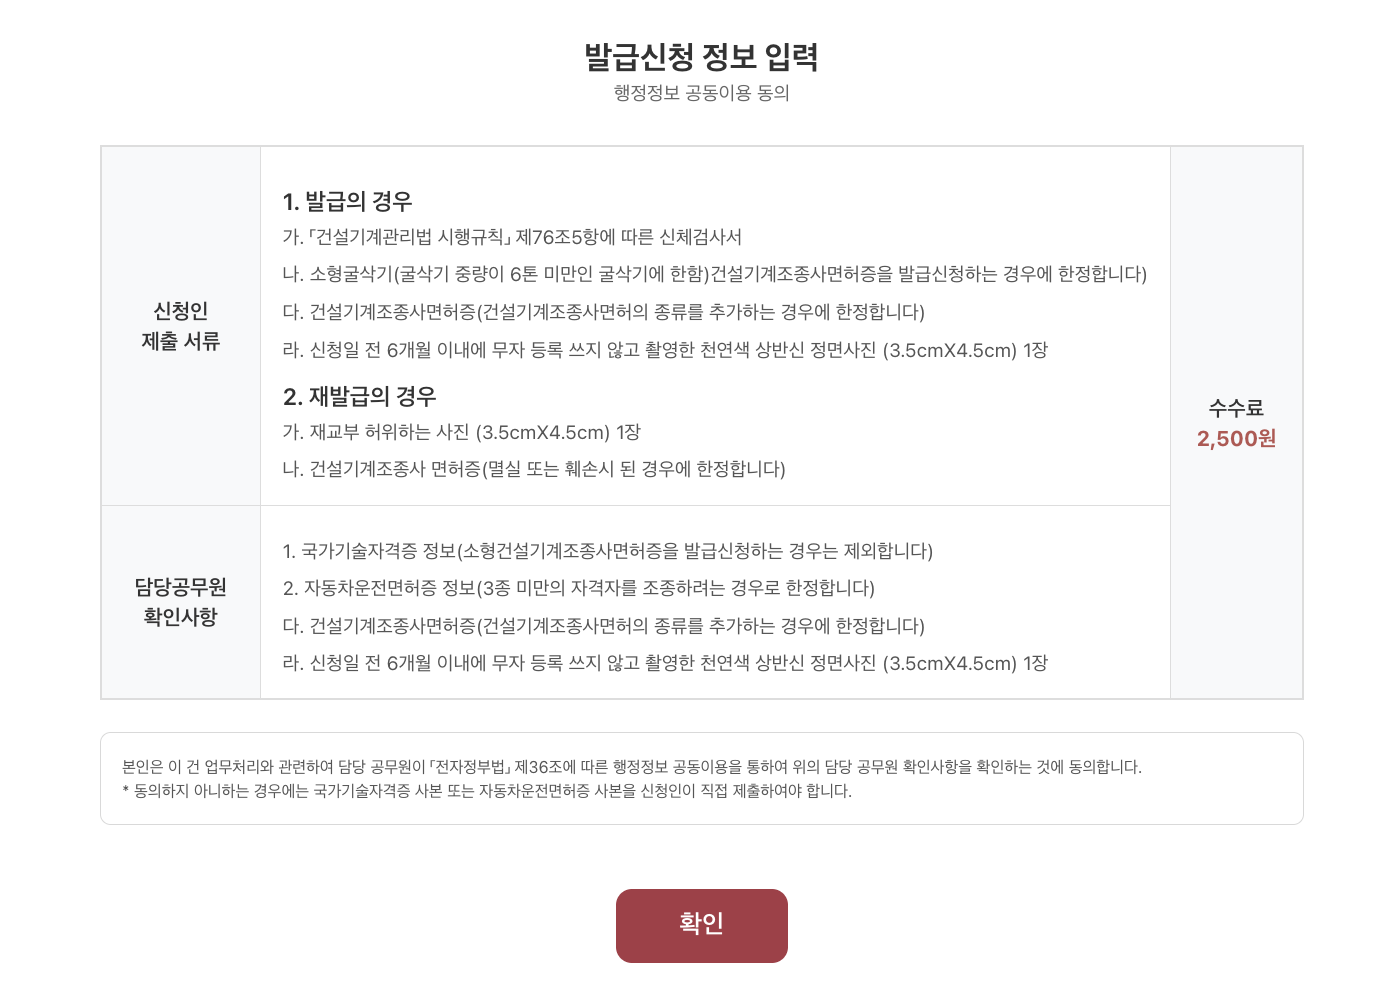 발급신청 정보 입력
행정정보 공동이용 동의
신청인
제출 서류
1. 발급의 경우
가. ｢건설기계관리법 시행규칙｣ 제76조5항에 따른 신체검사서
나. 소형굴삭기(굴삭기 중량이 6톤 미만인 굴삭기에 한함)건설기계조종사면허증을 발급신청하는 경우에 한정합니다)
다. 건설기계조종사면허증(건설기계조종사면허의 종류를 추가하는 경우에 한정합니다)
라. 신청일 전 6개월 이내에 무자 등록 쓰지 않고 촬영한 천연색 상반신 정면사진 (3.5cmX4.5cm) 1장
2. 재발급의 경우
가. 재교부 허위하는 사진 (3.5cmX4.5cm) 1장
나. 건설기계조종사 면허증(멸실 또는 훼손시 된 경우에 한정합니다)
수수료
2,500원
담당공무원
확인사항
1. 국가기술자격증 정보(소형건설기계조종사면허증을 발급신청하는 경우는 제외합니다)
2. 자동차운전면허증 정보(3종 미만의 자격자를 조종하려는 경우로 한정합니다)
다. 건설기계조종사면허증(건설기계조종사면허의 종류를 추가하는 경우에 한정합니다)
라. 신청일 전 6개월 이내에 무자 등록 쓰지 않고 촬영한 천연색 상반신 정면사진 (3.5cmX4.5cm) 1장
본인은 이 건 업무처리와 관련하여 담당 공무원이 ｢전자정부법｣ 제36조에 따른 행정정보 공동이용을 통하여 위의 담당 공무원 확인사항을 확인하는 것에 동의합니다.
* 동의하지 아니하는 경우에는 국가기술자격증 사본 또는 자동차운전면허증 사본을 신청인이 직접 제출하여야 합니다.
확인